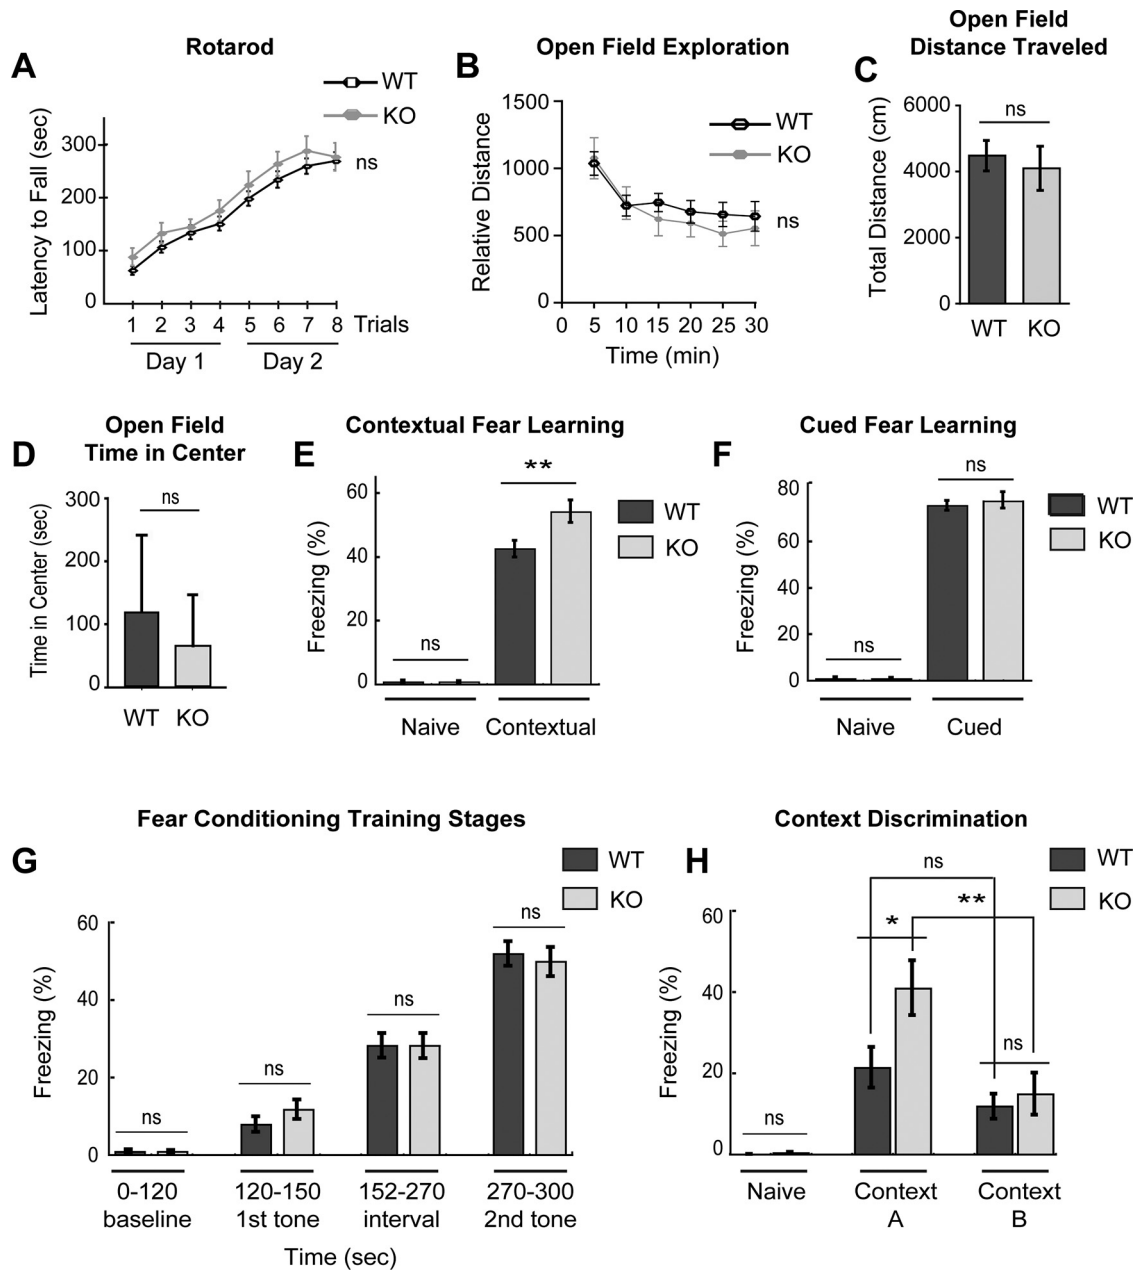 Rotarod
A
WT
KO
Latency to Fall (sec)
300
200
100
0
ns
1 2 3 4 5 6 7 8 Trials
Day 1 Day 2
Open Field Exploration
B
WT
KO
Relative Distance
1500
1000
500
0
ns
0 5 10 15 20 25 30
Time (min)
Open Field
Distance Traveled
C
Total Distance (cm)
6000
4000
2000
0
ns
WT KO
Open Field
Time in Center
D
Time in Center (sec)
300
200
100
0
ns
WT KO
Contextual Fear Learning
E
**
WT
KO
Freezing (%)
60
40
20
0
ns
Naive Contextual
Cued Fear Learning
F
ns
WT
KO
Freezing (%)
80
60
40
20
0
ns
Naive Cued
Fear Conditioning Training Stages
G
WT
KO
Freezing (%)
60
40
20
0
ns
ns
ns
ns
0-120 120-150 152-270 270-300
baseline 1st tone interval 2nd tone
Time (sec)
Context Discrimination
H
WT
KO
ns
**
*
Freezing (%)
60
40
20
0
ns
ns
Naive Context Context
A B